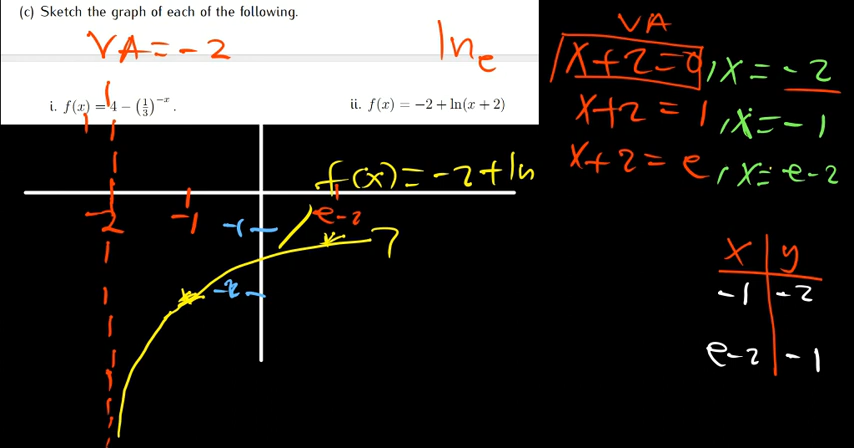 (c) Sketch the graph of each of the following.
VA = -2
ln e
i. f(x) = 4 − (1/3)^−x .
ii. f(x) = −2 + ln(x + 2)
VA
x+2=0, x = -2
x+2 = 1, x = -1
x+2 = e, x = e-2
f(x) = -2 + ln
-2
-1
e-2
-1
-2
x y
-1 -2
e-2 -1